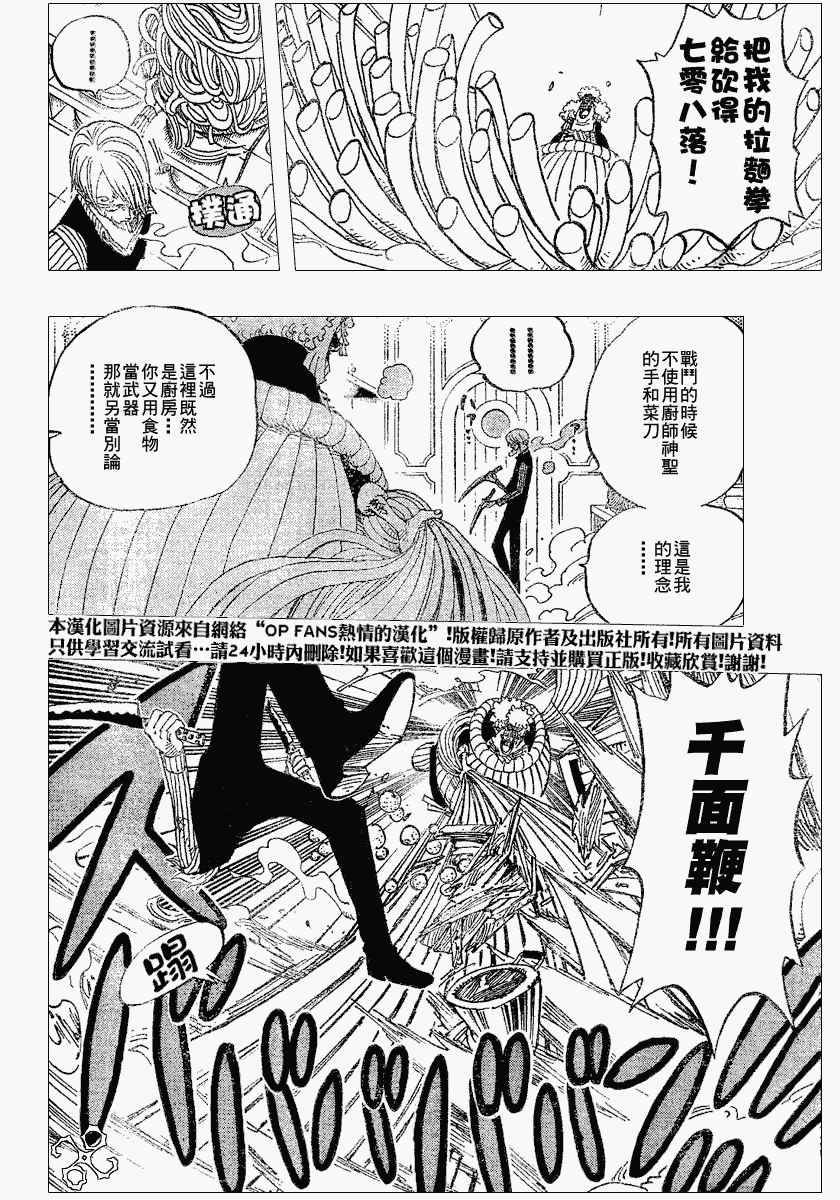 把我的拉麵拳
給砍得
七零八落！
…………
撲通
戰鬥的時候
不使用廚師神聖
的手和菜刀
這是我
的理念
……
…………
不過
這裡既然
是廚房…
你又用食物
當武器
那就另當別論
…………
本漢化圖片資源來自網絡“OP FANS熱情的漢化”!版權歸原作者及出版社所有!所有圖片資料
只供學習交流試看…請24小時內刪除!如果喜歡這個漫畫!請支持並購買正版!收藏欣賞!謝謝!
千面鞭!!!
蹋